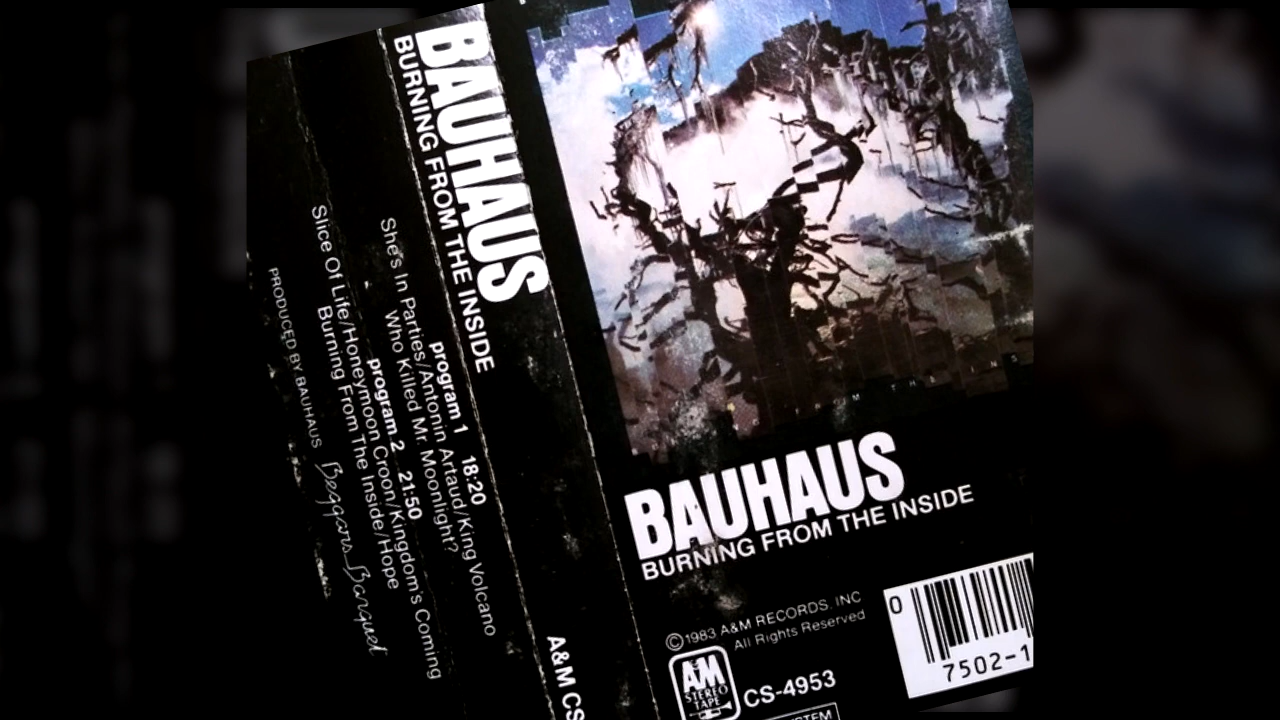 BAUHAUS
BURNING FROM THE INSIDE
program 1 18:20
She's In Parties/Antonin Artaud/King Volcano
Who Killed Mr. Moonlight?
program 2 21:50
Slice Of Life/Honeymoon Croon/Kingdom's Coming
Burning From The Inside/Hope
PRODUCED BY BAUHAUS Beggars Banquet
A&M CS
BAUHAUS
BURNING FROM THE INSIDE
©1983 A&M RECORDS, INC
All Rights Reserved
AM
STEREO
TAPE
CS-4953
0
7502-1